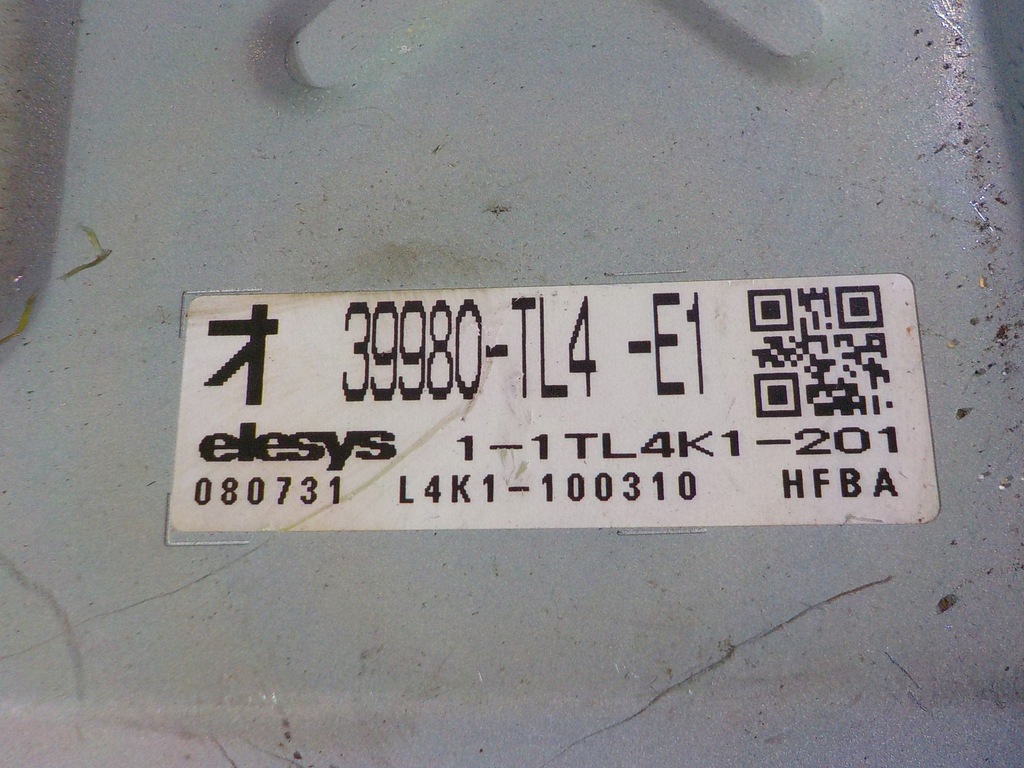 オ 39980-TL4 -E1
elesys 1-1TL4K1-201
080731 L4K1-100310 HFBA